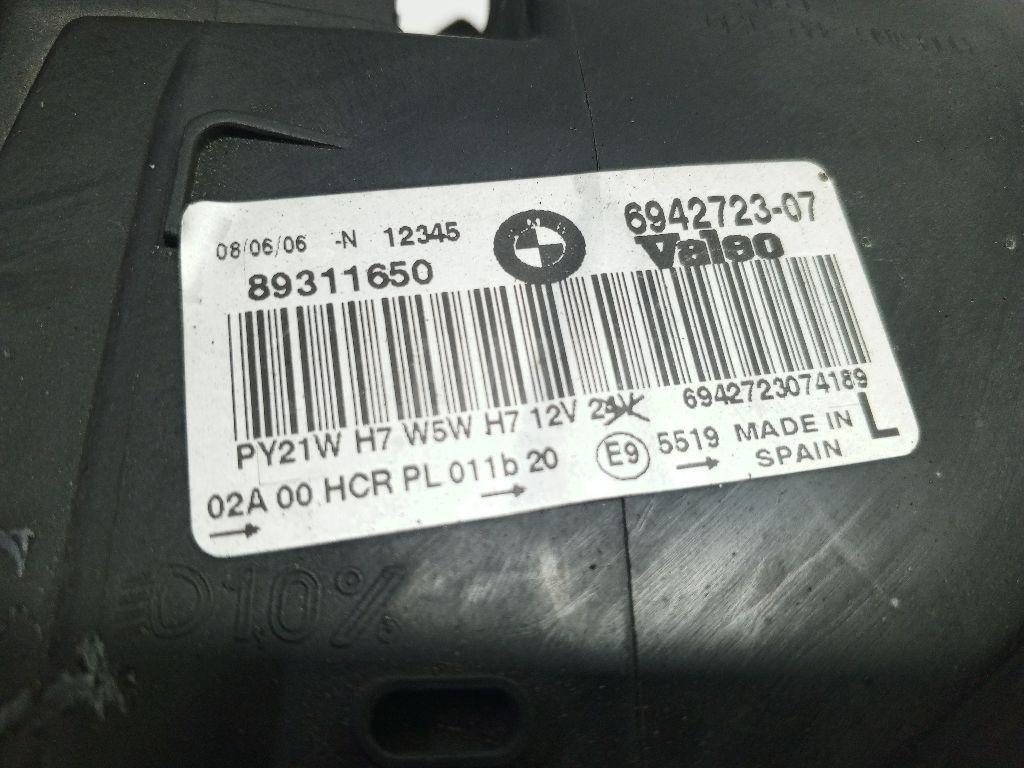 08/06/06 -N 12345
6942723-07
Valeo
89311650
6942723074189
PY21W H7 W5W H7 12V 24V
02A 00 HCR PL 011b 20
E9 5519 MADE IN SPAIN
L
10%